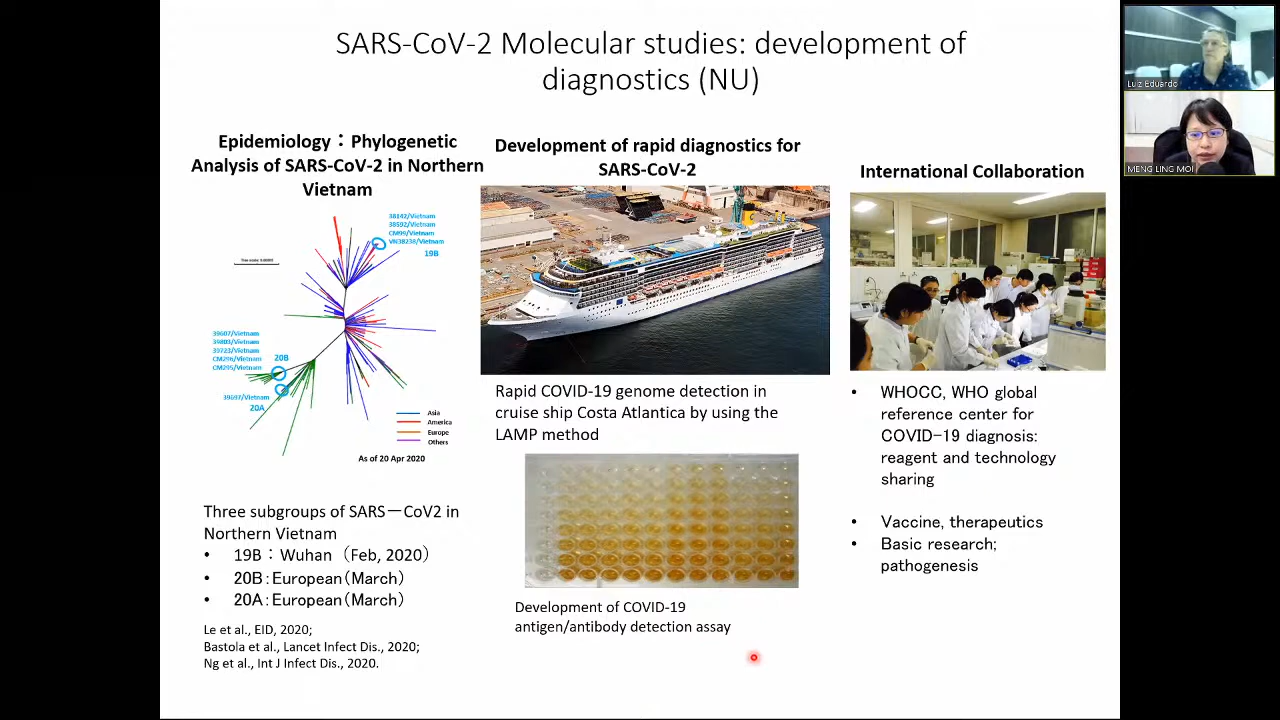 SARS-CoV-2 Molecular studies: development of
diagnostics (NU)
Epidemiology：Phylogenetic
Analysis of SARS-CoV-2 in Northern
Vietnam
38142/Vietnam
38592/Vietnam
CM99/Vietnam
VN38238/Vietnam
19B
39607/Vietnam
39803/Vietnam
39723/Vietnam
CM296/Vietnam
CM295/Vietnam
20B
39697/Vietnam
20A
Asia
America
Europe
Others
As of 20 Apr 2020
Three subgroups of SARS－CoV2 in
Northern Vietnam
• 19B：Wuhan（Feb, 2020）
• 20B：European（March）
• 20A：European（March）
Le et al., EID, 2020;
Bastola et al., Lancet Infect Dis., 2020;
Ng et al., Int J Infect Dis., 2020.
Development of rapid diagnostics for
SARS-CoV-2
Rapid COVID-19 genome detection in
cruise ship Costa Atlantica by using the
LAMP method
Development of COVID-19
antigen/antibody detection assay
International Collaboration
• WHOCC, WHO global
reference center for
COVID-19 diagnosis:
reagent and technology
sharing
• Vaccine, therapeutics
• Basic research;
pathogenesis
Luiz Eduardo
MENG LING MOI